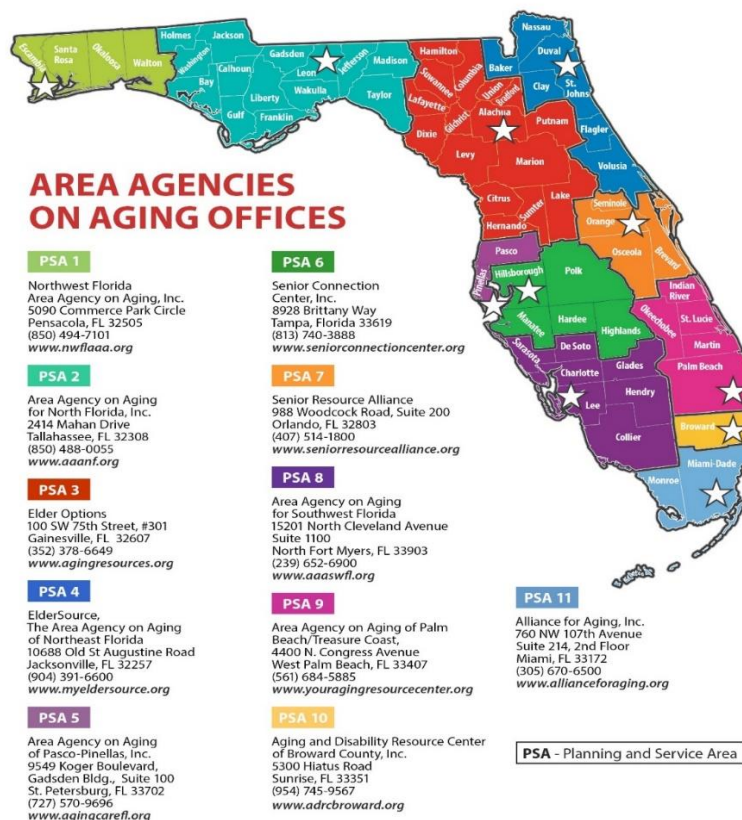 Escambia
Santa
Rosa
Okaloosa
Walton
Holmes
Jackson
Washington
Bay
Calhoun
Gulf
Liberty
Franklin
Gadsden
Leon
Wakulla
Jefferson
Madison
Taylor
Hamilton
Suwannee
Columbia
Lafayette
Union
Bradford
Dixie
Gilchrist
Alachua
Putnam
Levy
Marion
Citrus
Sumter
Lake
Hernando
Nassau
Duval
Baker
Clay
St.
Johns
Flagler
Volusia
Seminole
Orange
Osceola
Brevard
Pasco
Pinellas
Hillsborough
Polk
Manatee
Hardee
Highlands
Indian
River
Okeechobee
St. Lucie
Martin
Palm Beach
Sarasota
De Soto
Charlotte
Glades
Lee
Hendry
Collier
Broward
Miami-Dade
Monroe
AREA AGENCIES
ON AGING OFFICES
PSA 1
Northwest Florida
Area Agency on Aging, Inc.
5090 Commerce Park Circle
Pensacola, FL 32505
(850) 494-7101
www.nwflaaa.org
PSA 2
Area Agency on Aging
for North Florida, Inc.
2414 Mahan Drive
Tallahassee, FL 32308
(850) 488-0055
www.aaanf.org
PSA 3
Elder Options
100 SW 75th Street, #301
Gainesville, FL 32607
(352) 378-6649
www.agingresources.org
PSA 4
ElderSource,
The Area Agency on Aging
of Northeast Florida
10688 Old St Augustine Road
Jacksonville, FL 32257
(904) 391-6600
www.myeldersource.org
PSA 5
Area Agency on Aging
of Pasco-Pinellas, Inc.
9549 Koger Boulevard,
Gadsden Bldg., Suite 100
St. Petersburg, FL 33702
(727) 570-9696
www.agingcarefl.org
PSA 6
Senior Connection
Center, Inc.
8928 Brittany Way
Tampa, Florida 33619
(813) 740-3888
www.seniorconnectioncenter.org
PSA 7
Senior Resource Alliance
988 Woodcock Road, Suite 200
Orlando, FL 32803
(407) 514-1800
www.seniorresourcealliance.org
PSA 8
Area Agency on Aging
for Southwest Florida
15201 North Cleveland Avenue
Suite 1100
North Fort Myers, FL 33903
(239) 652-6900
www.aaaswfl.org
PSA 9
Area Agency on Aging of Palm
Beach/Treasure Coast,
4400 N. Congress Avenue
West Palm Beach, FL 33407
(561) 684-5885
www.youragingresourcecenter.org
PSA 10
Aging and Disability Resource Center
of Broward County, Inc.
5300 Hiatus Road
Sunrise, FL 33351
(954) 745-9567
www.adrcbroward.org
PSA 11
Alliance for Aging, Inc.
760 NW 107th Avenue
Suite 214, 2nd Floor
Miami, FL 33172
(305) 670-6500
www.allianceforaging.org
PSA - Planning and Service Area